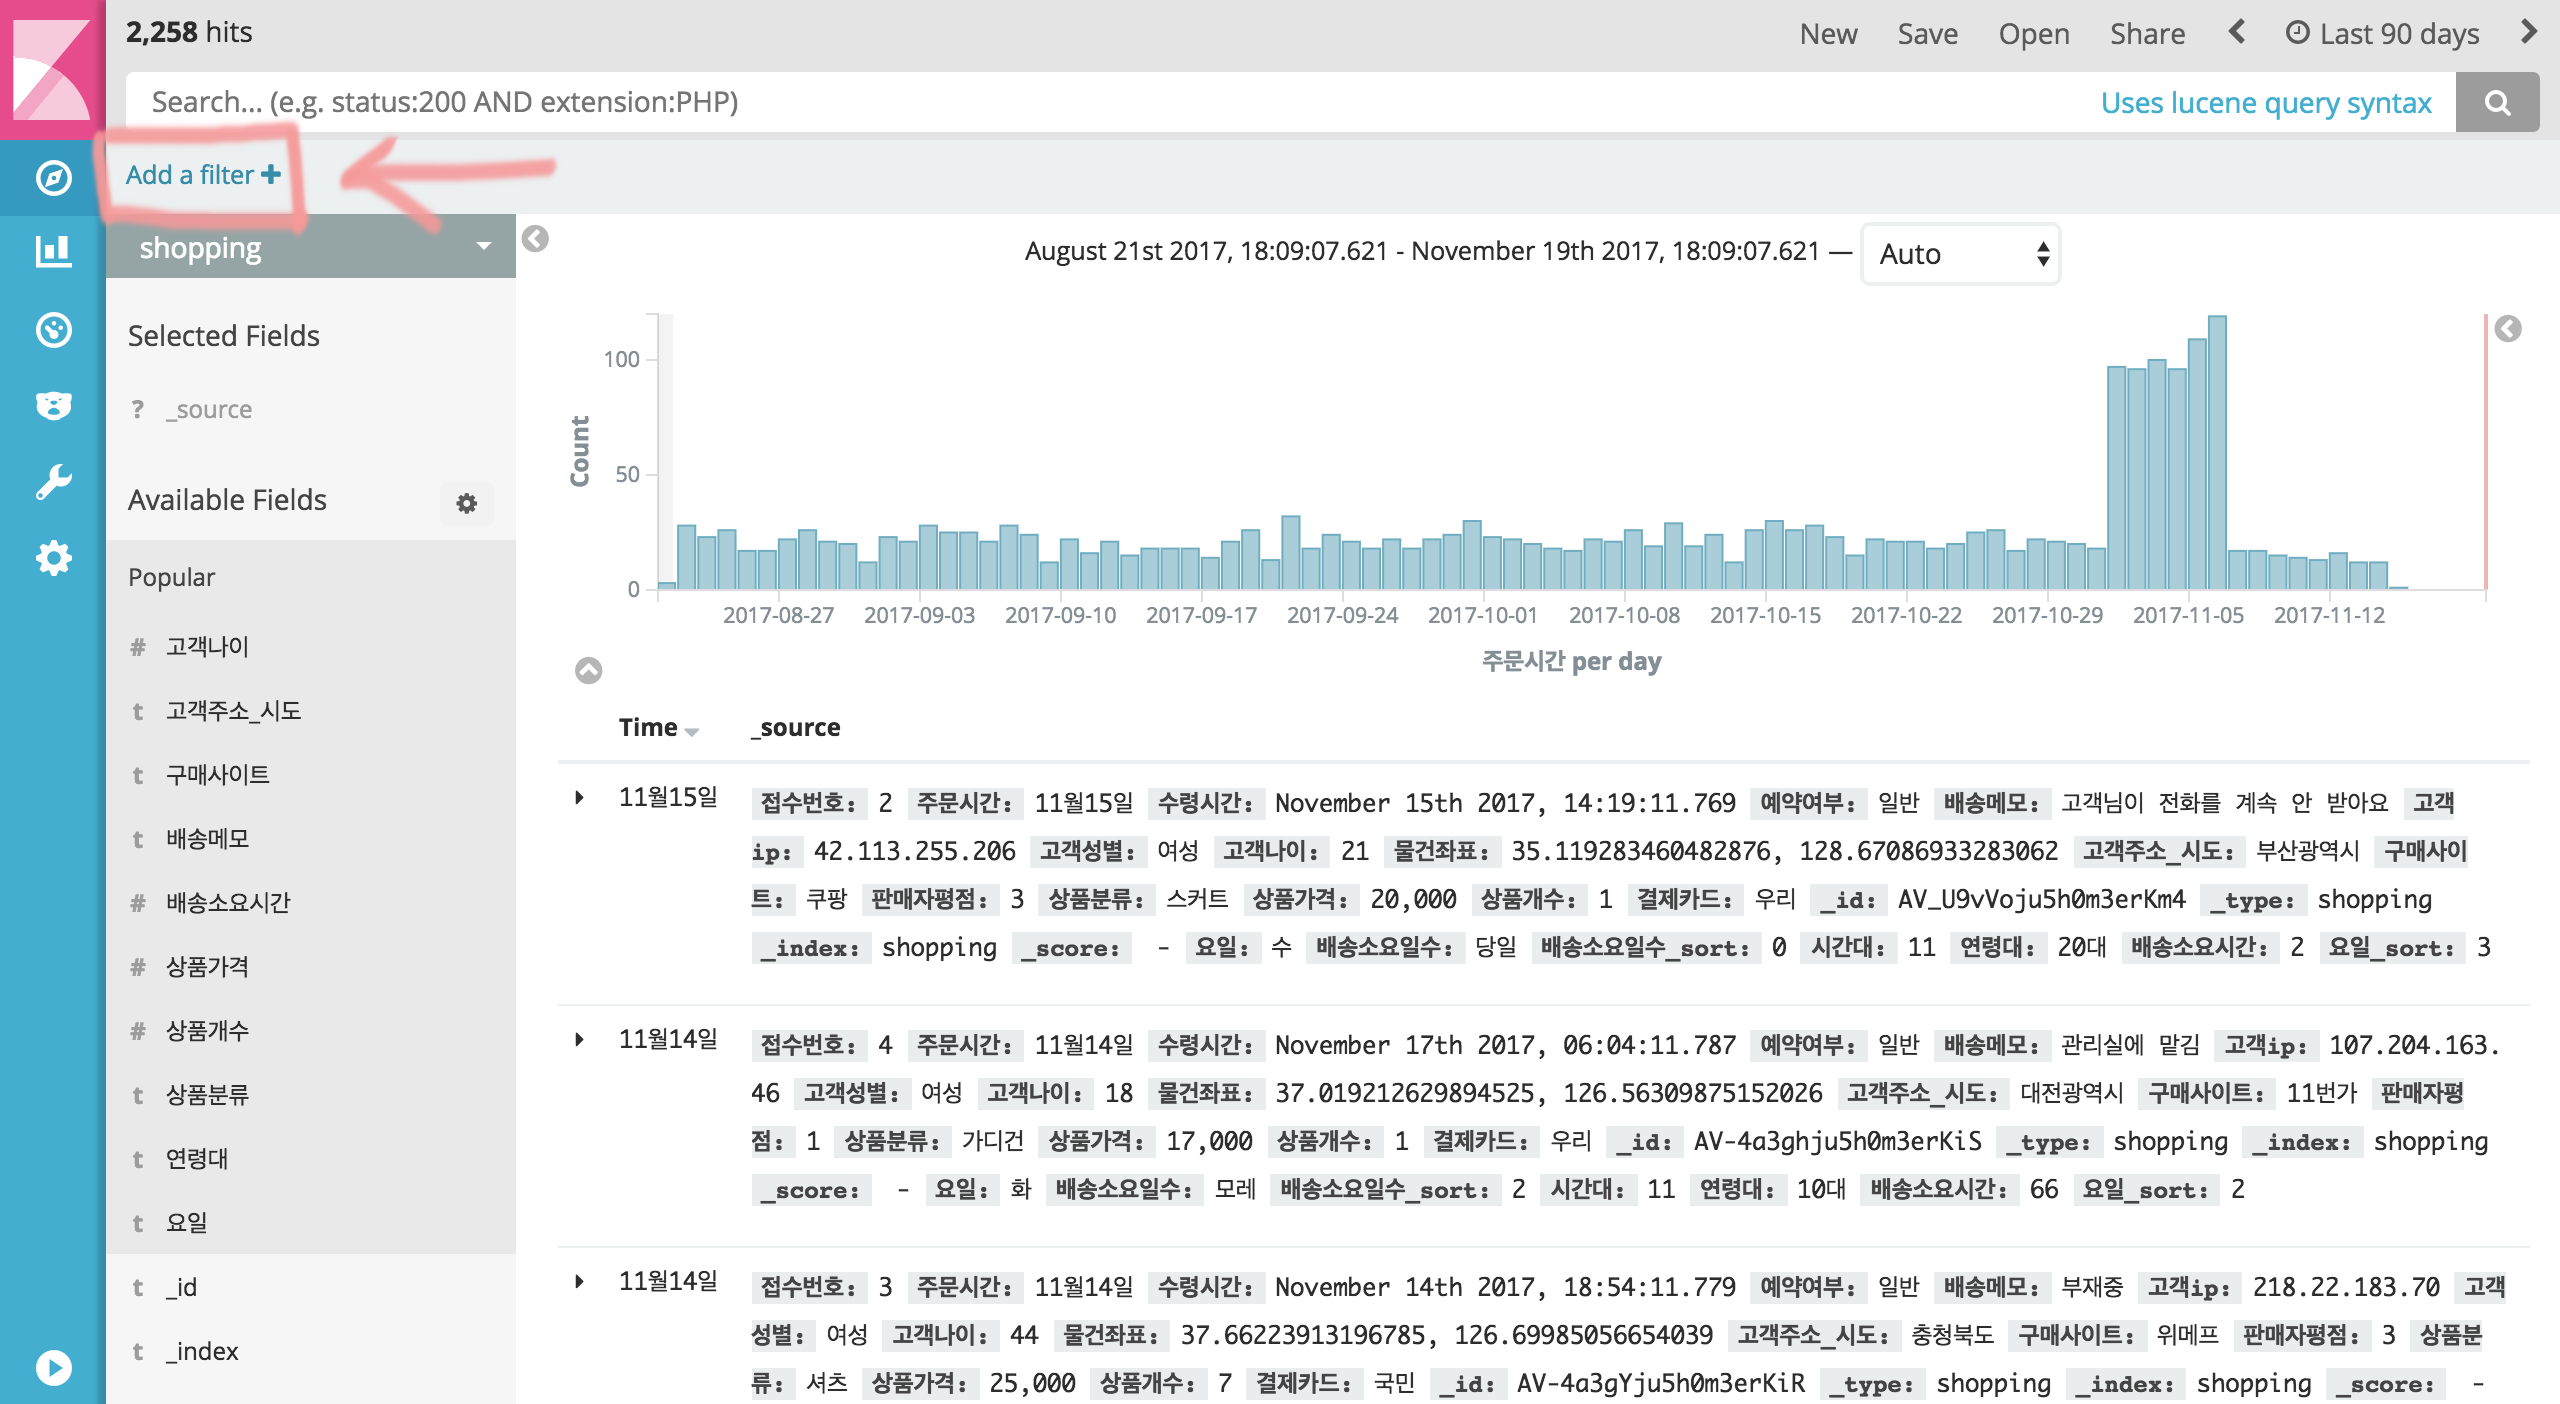 2,258 hits
New Save Open Share Last 90 days
Search... (e.g. status:200 AND extension:PHP)
Uses lucene query syntax
Add a filter +
shopping
August 21st 2017, 18:09:07.621 - November 19th 2017, 18:09:07.621 — Auto
Selected Fields
? _source
Available Fields
Popular
# 고객나이
t 고객주소_시도
t 구매사이트
t 배송메모
# 배송소요시간
# 상품가격
# 상품개수
t 상품분류
t 연령대
t 요일
t _id
t _index
Count
100
50
0
2017-08-27 2017-09-03 2017-09-10 2017-09-17 2017-09-24 2017-10-01 2017-10-08 2017-10-15 2017-10-22 2017-10-29 2017-11-05 2017-11-12
주문시간 per day
Time _source
11월15일 접수번호: 2 주문시간: 11월15일 수령시간: November 15th 2017, 14:19:11.769 예약여부: 일반 배송메모: 고객님이 전화를 계속 안 받아요 고객
ip: 42.113.255.206 고객성별: 여성 고객나이: 21 물건좌표: 35.119283460482876, 128.67086933283062 고객주소_시도: 부산광역시 구매사이
트: 쿠팡 판매자평점: 3 상품분류: 스커트 상품가격: 20,000 상품개수: 1 결제카드: 우리 _id: AV_U9vVoju5h0m3erKm4 _type: shopping
_index: shopping _score: - 요일: 수 배송소요일수: 당일 배송소요일수_sort: 0 시간대: 11 연령대: 20대 배송소요시간: 2 요일_sort: 3
11월14일 접수번호: 4 주문시간: 11월14일 수령시간: November 17th 2017, 06:04:11.787 예약여부: 일반 배송메모: 관리실에 맡김 고객ip: 107.204.163.
46 고객성별: 여성 고객나이: 18 물건좌표: 37.019212629894525, 126.56309875152026 고객주소_시도: 대전광역시 구매사이트: 11번가 판매자평
점: 1 상품분류: 가디건 상품가격: 17,000 상품개수: 1 결제카드: 우리 _id: AV-4a3ghju5h0m3erKiS _type: shopping _index: shopping
_score: - 요일: 화 배송소요일수: 모레 배송소요일수_sort: 2 시간대: 11 연령대: 10대 배송소요시간: 66 요일_sort: 2
11월14일 접수번호: 3 주문시간: 11월14일 수령시간: November 14th 2017, 18:54:11.779 예약여부: 일반 배송메모: 부재중 고객ip: 218.22.183.70 고객
성별: 여성 고객나이: 44 물건좌표: 37.66223913196785, 126.69985056654039 고객주소_시도: 충청북도 구매사이트: 위메프 판매자평점: 3 상품분
류: 셔츠 상품가격: 25,000 상품개수: 7 결제카드: 국민 _id: AV-4a3gYju5h0m3erKiR _type: shopping _index: shopping _score: -